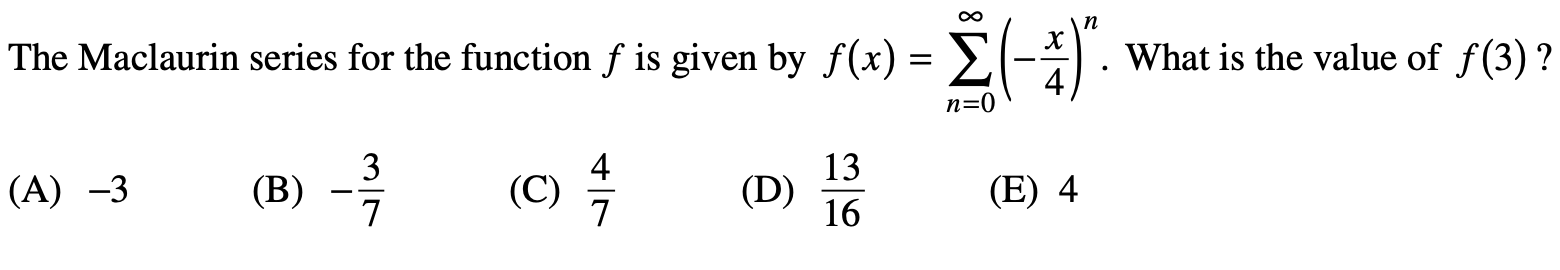 The Maclaurin series for the function f is given by f(x) = ∑_{n=0}^{∞} (−x/4)^n. What is the value of f(3) ?
(A) −3 (B) −3/7 (C) 4/7 (D) 13/16 (E) 4